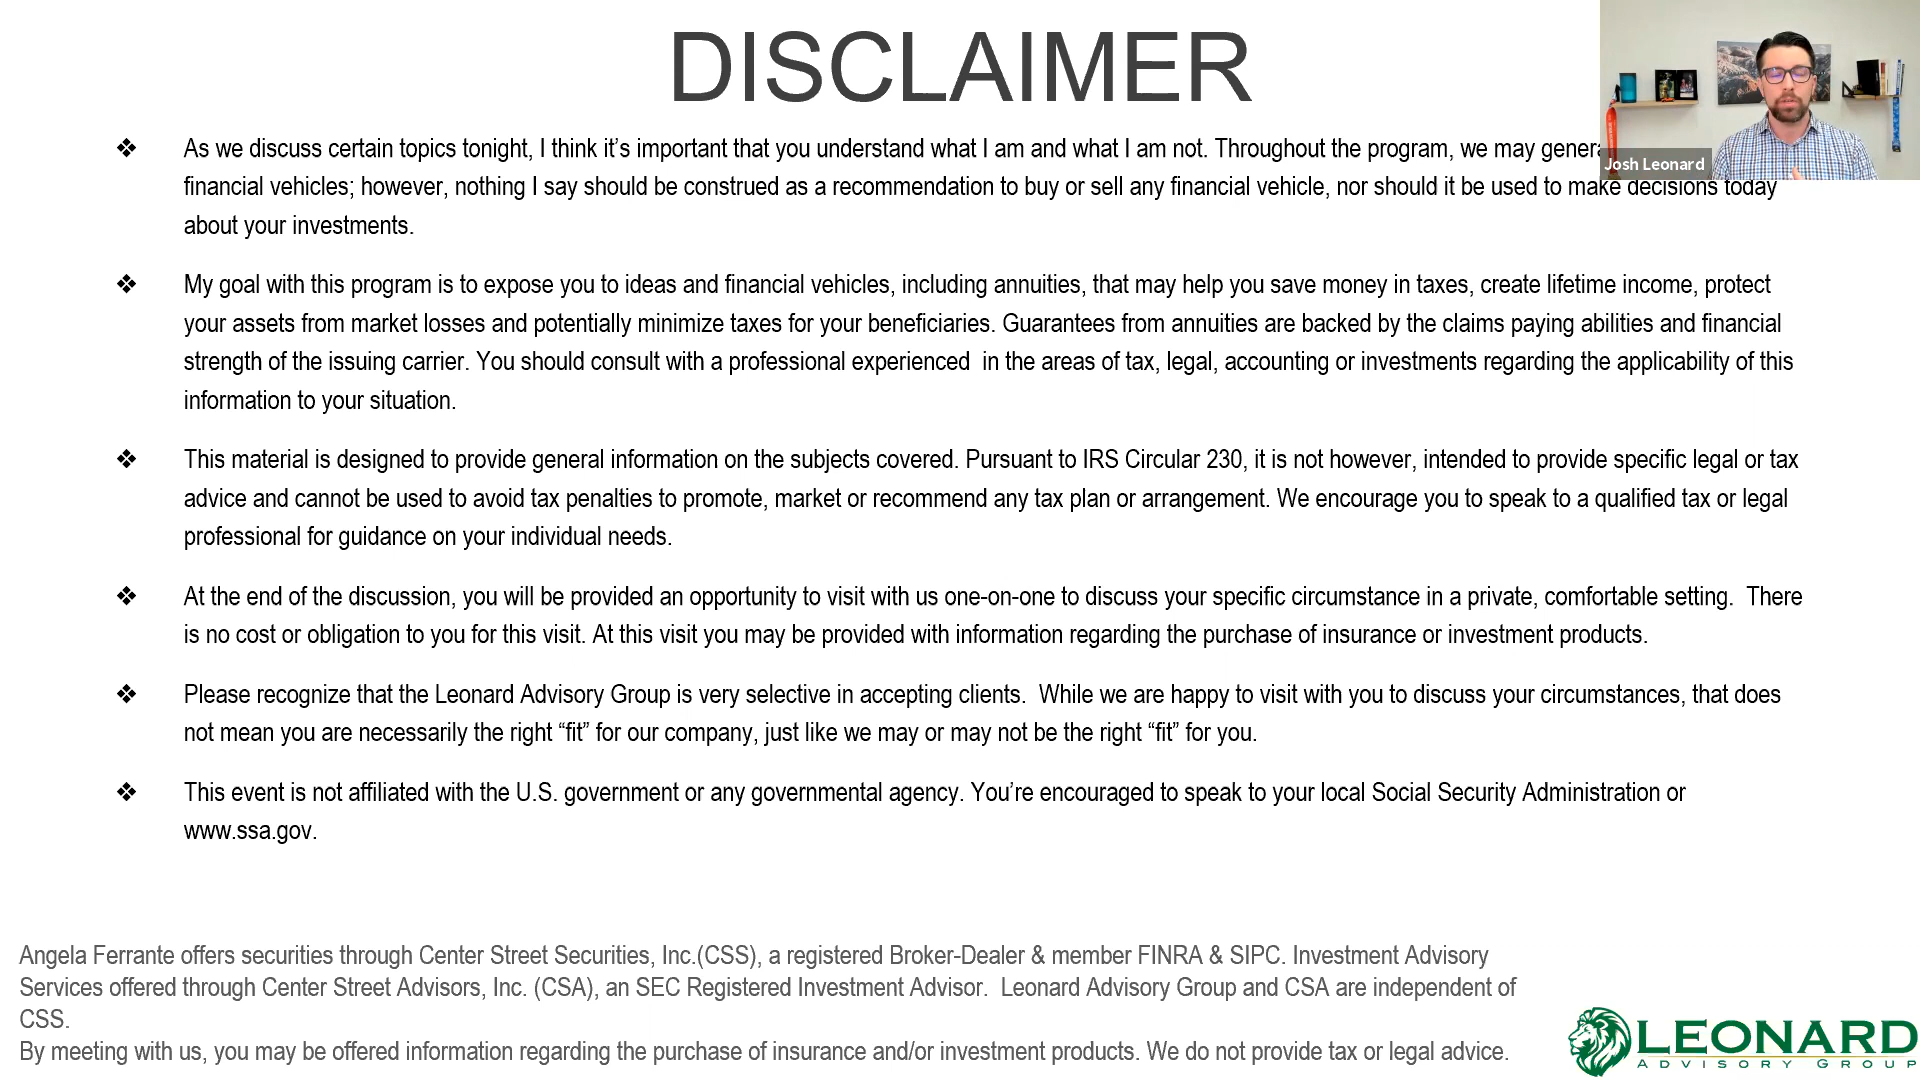 DISCLAIMER
❖ As we discuss certain topics tonight, I think it’s important that you understand what I am and what I am not. Throughout the program, we may
financial vehicles; however, nothing I say should be construed as a recommendation to buy or sell any financial vehicle, nor should it be used to make decisions today
about your investments.
❖ My goal with this program is to expose you to ideas and financial vehicles, including annuities, that may help you save money in taxes, create lifetime income, protect
your assets from market losses and potentially minimize taxes for your beneficiaries. Guarantees from annuities are backed by the claims paying abilities and financial
strength of the issuing carrier. You should consult with a professional experienced  in the areas of tax, legal, accounting or investments regarding the applicability of this
information to your situation.
❖ This material is designed to provide general information on the subjects covered. Pursuant to IRS Circular 230, it is not however, intended to provide specific legal or tax
advice and cannot be used to avoid tax penalties to promote, market or recommend any tax plan or arrangement. We encourage you to speak to a qualified tax or legal
professional for guidance on your individual needs.
❖ At the end of the discussion, you will be provided an opportunity to visit with us one-on-one to discuss your specific circumstance in a private, comfortable setting.  There
is no cost or obligation to you for this visit. At this visit you may be provided with information regarding the purchase of insurance or investment products.
❖ Please recognize that the Leonard Advisory Group is very selective in accepting clients.  While we are happy to visit with you to discuss your circumstances, that does
not mean you are necessarily the right “fit” for our company, just like we may or may not be the right “fit” for you.
❖ This event is not affiliated with the U.S. government or any governmental agency. You’re encouraged to speak to your local Social Security Administration or
www.ssa.gov.
Josh Leonard
Angela Ferrante offers securities through Center Street Securities, Inc.(CSS), a registered Broker-Dealer & member FINRA & SIPC. Investment Advisory
Services offered through Center Street Advisors, Inc. (CSA), an SEC Registered Investment Advisor.  Leonard Advisory Group and CSA are independent of
CSS.
By meeting with us, you may be offered information regarding the purchase of insurance and/or investment products. We do not provide tax or legal advice.
LEONARD
ADVISORY GROUP